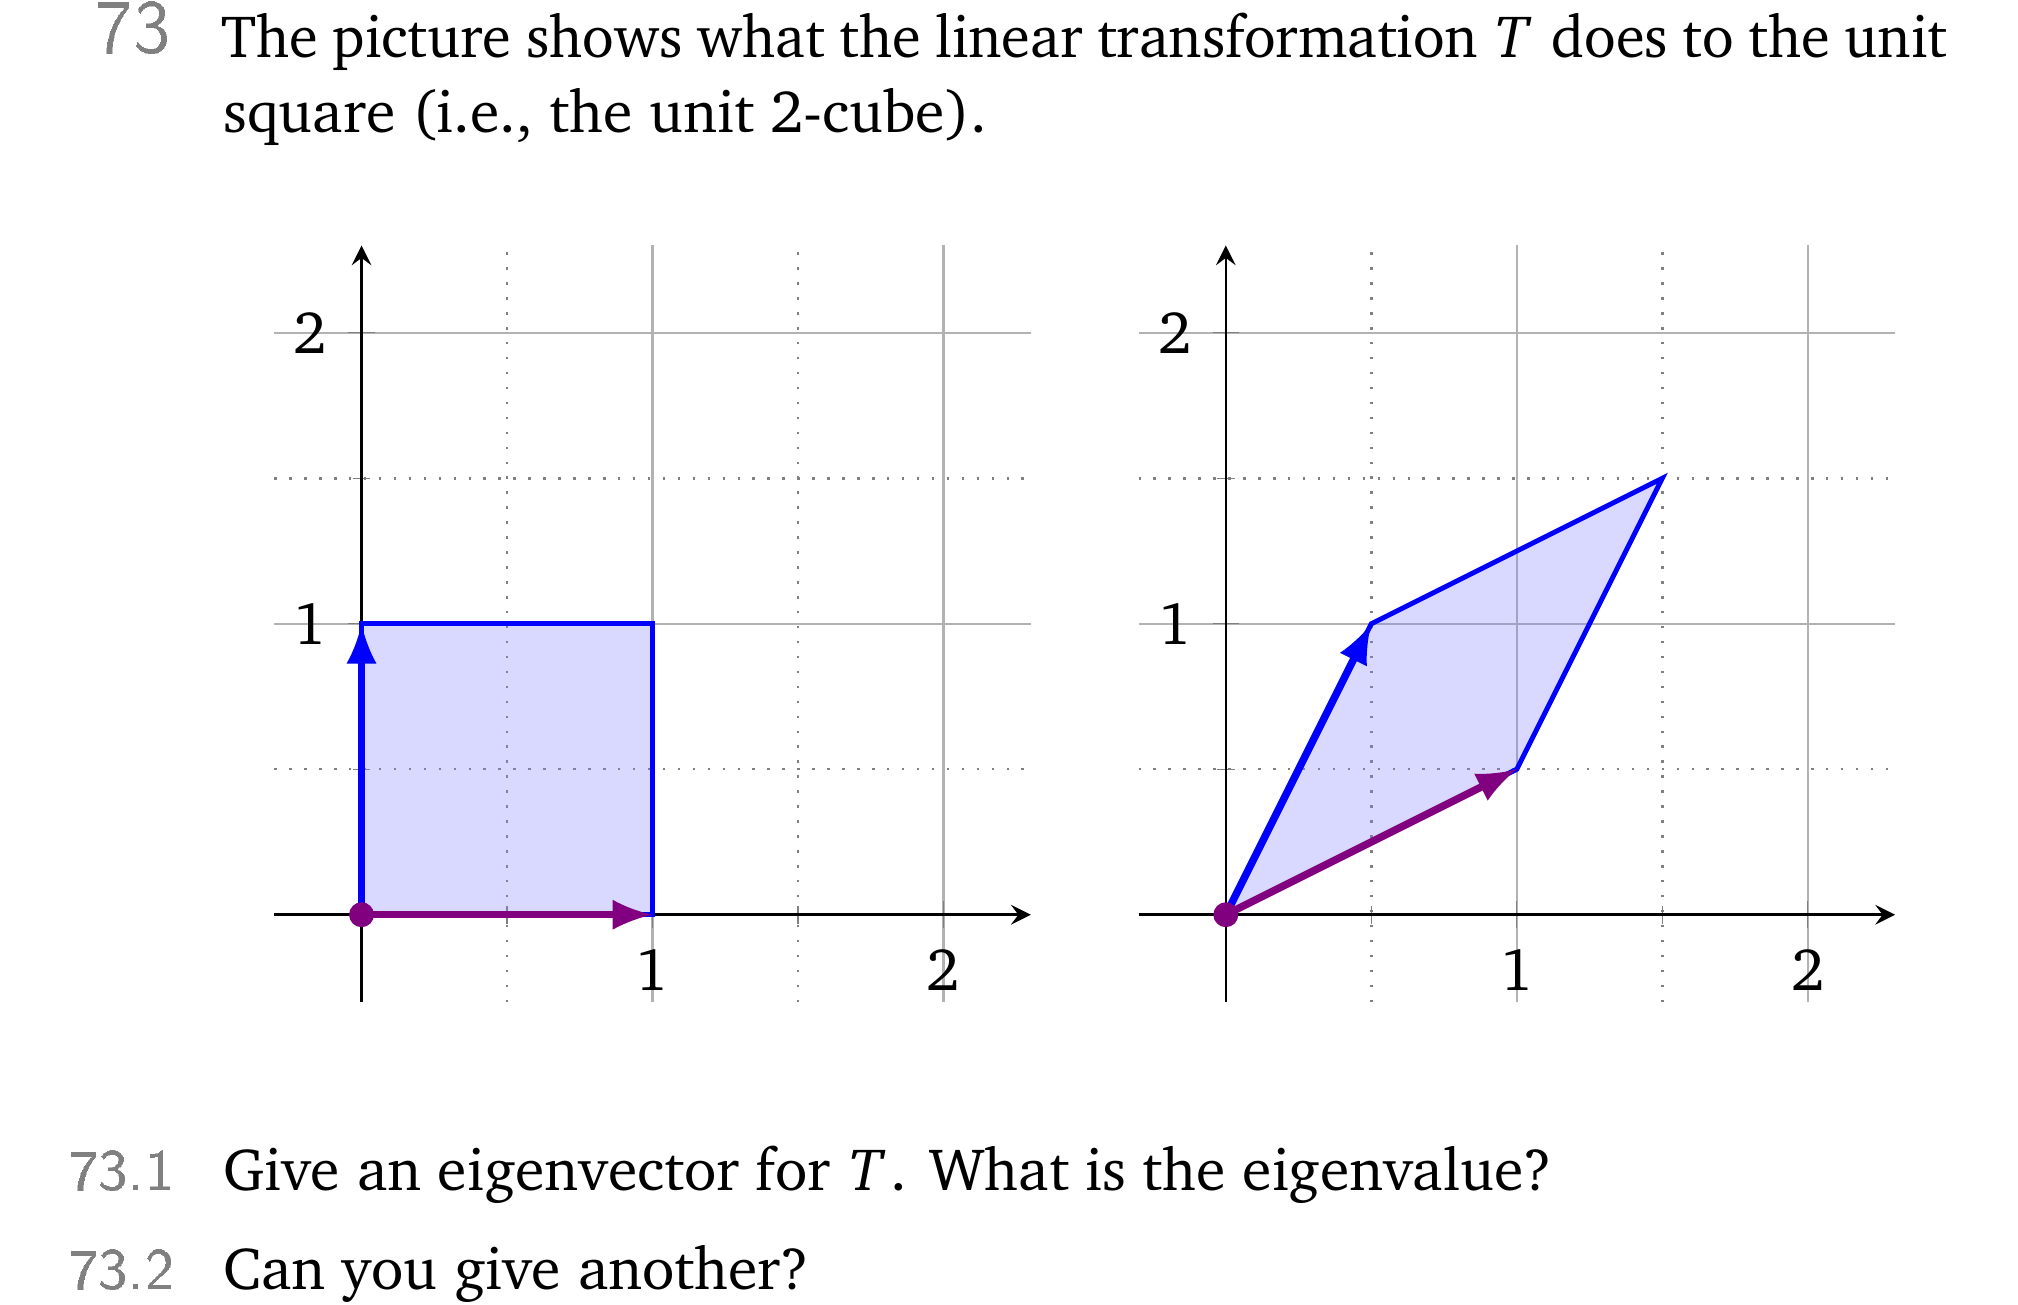 73 The picture shows what the linear transformation T does to the unit
square (i.e., the unit 2-cube).
2 2
1 1
1 2 1 2
73.1 Give an eigenvector for T. What is the eigenvalue?
73.2 Can you give another?